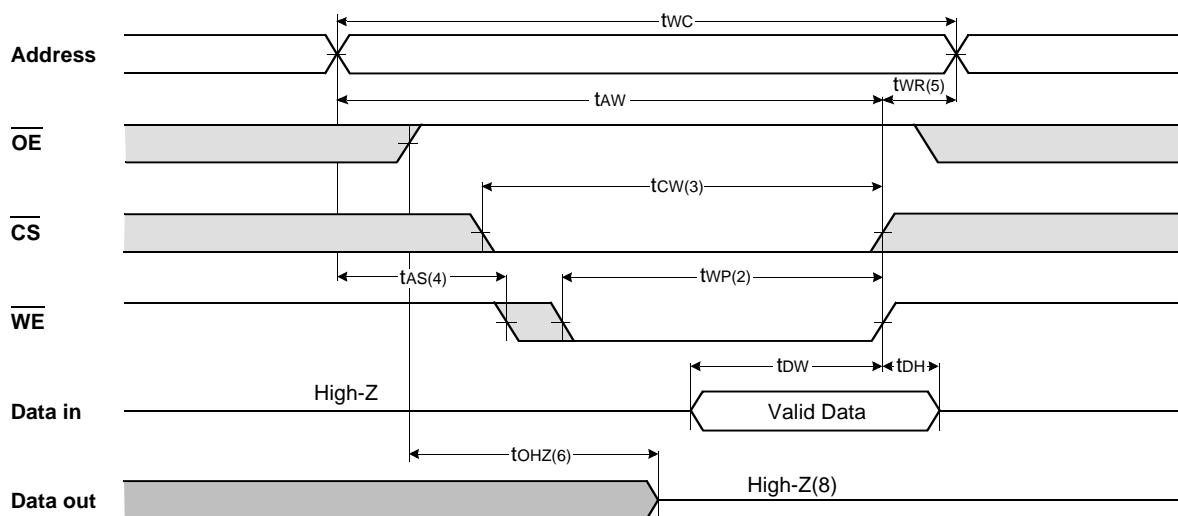 tWC
Address
tWR(5)
tAW
OE
tCW(3)
CS
tAS(4)
tWP(2)
WE
tDW
tDH
High-Z
Data in
Valid Data
tOHZ(6)
High-Z(8)
Data out